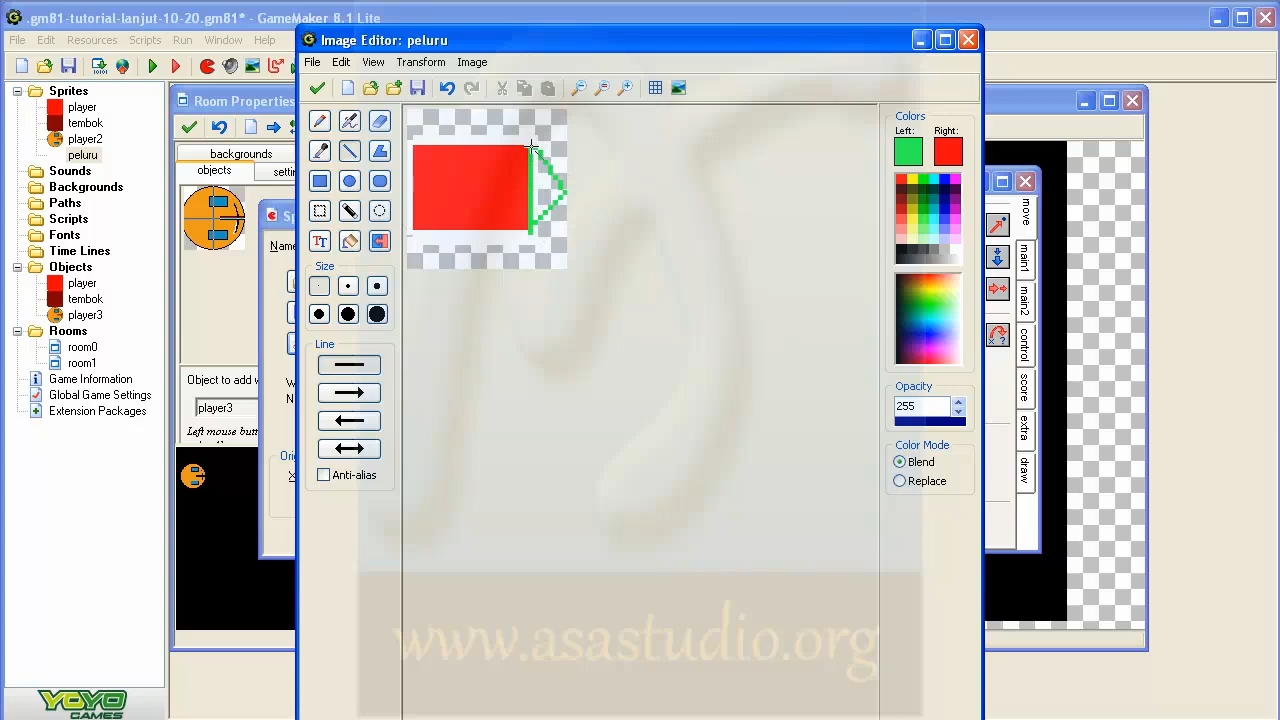 .gm81-tutorial-lanjut-10-20.gm81* - GameMaker 8.1 Lite
File Edit Resources Scripts Run Window Help
Sprites
player
tembok
player2
peluru
Sounds
Backgrounds
Paths
Scripts
Fonts
Time Lines
Objects
player
tembok
player3
Rooms
room0
room1
Game Information
Global Game Settings
Extension Packages
YOYO
GAMES
Room Properties
backgrounds
objects
Object to add w
player3
Left mouse butt
Name
Image Editor: peluru
File Edit View Transform Image
Size
Line
Anti-alias
Colors
Left: Right:
Opacity
255
Color Mode
Blend
Replace
move
main1
main2
control
score
extra
draw
www.asastudio.org